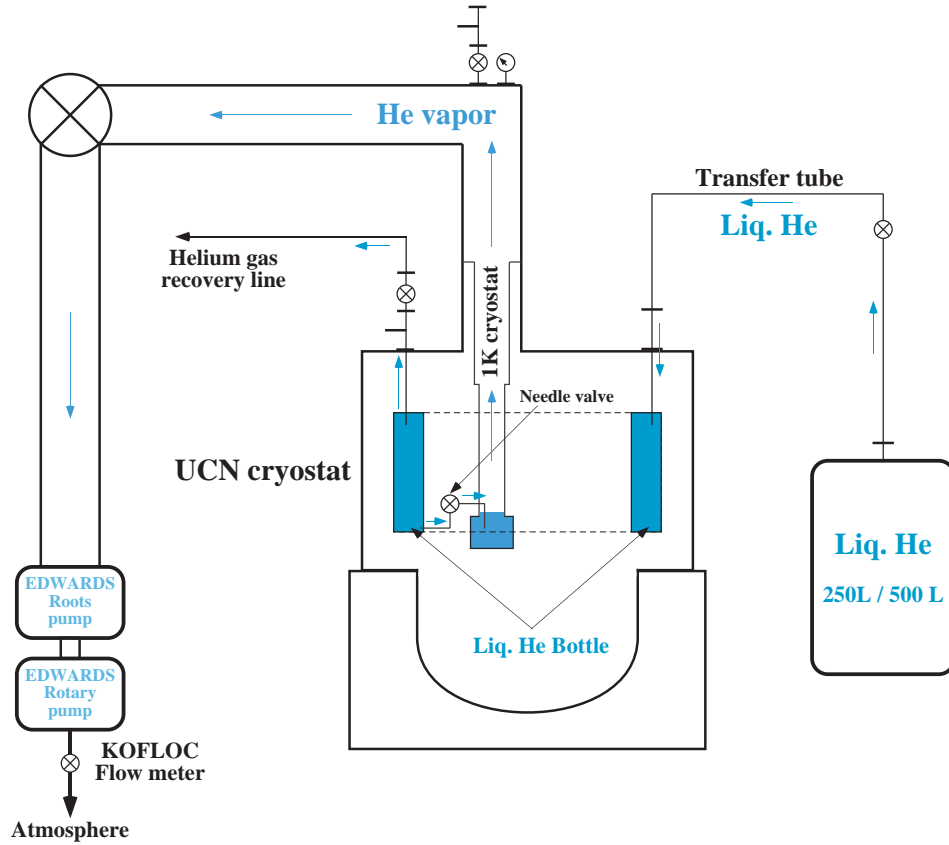 He vapor
Transfer tube
Liq. He
Helium gas
recovery line
1K cryostat
Needle valve
UCN cryostat
Liq. He
250L / 500 L
EDWARDS
Roots
pump
Liq. He Bottle
EDWARDS
Rotary
pump
KOFLOC
Flow meter
Atmosphere